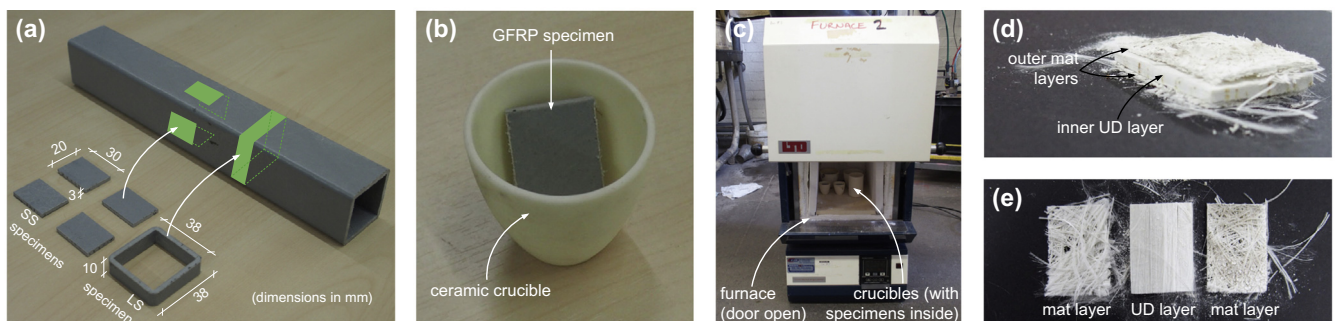 (a)
20
30
3
SS
specimens
38
10
LS
specimen
38
(dimensions in mm)
(b)
GFRP specimen
ceramic crucible
(c)
FURNACE 2
furnace
(door open)
crucibles (with
specimens inside)
(d)
outer mat
layers
inner UD layer
(e)
mat layer
UD layer
mat layer